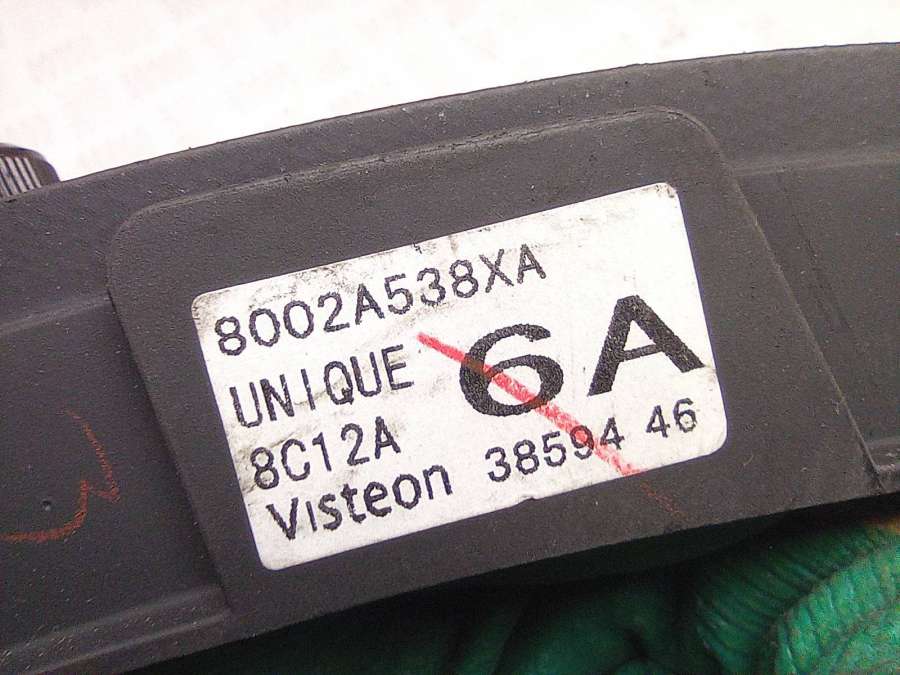 8002A538XA
UNIQUE
6A
8C12A
Visteon 38594 46